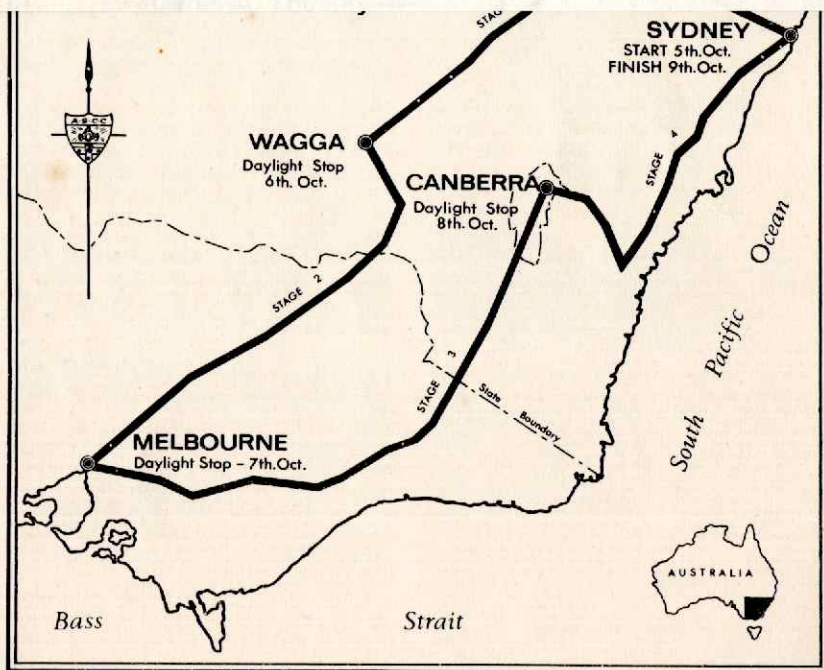 SYDNEY
START 5th.Oct.
FINISH 9th.Oct.
STAGE
A·S·C·C
WAGGA
Daylight Stop
6th. Oct.
CANBERRA
Daylight Stop
8th. Oct.
STAGE 4
Ocean
Pacific
South
STAGE 2
STAGE 3
State
Boundary
MELBOURNE
Daylight Stop – 7th.Oct.
AUSTRALIA
Bass
Strait